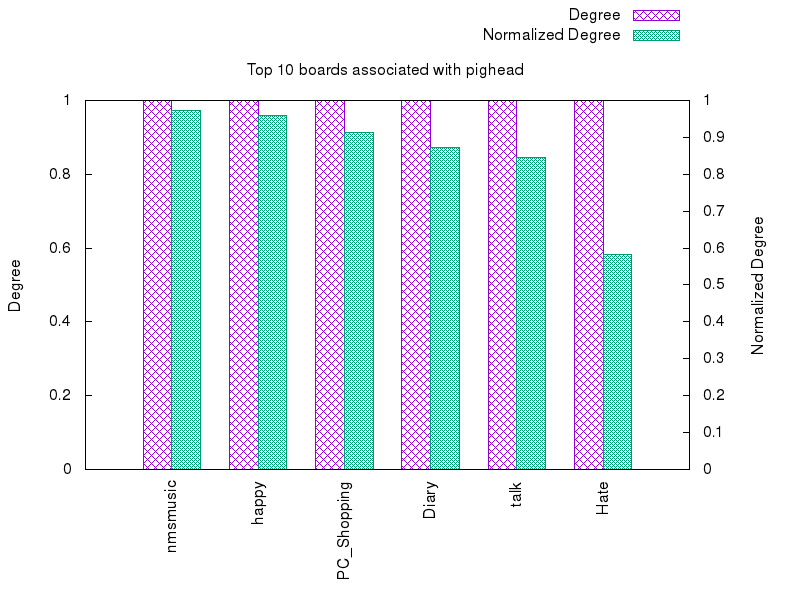 Degree
Normalized Degree
Top 10 boards associated with pighead
1
0.8
0.6
0.4
0.2
0
1
0.9
0.8
0.7
0.6
0.5
0.4
0.3
0.2
0.1
0
Degree
Normalized Degree
nmsmusic
happy
PC_Shopping
Diary
talk
Hate